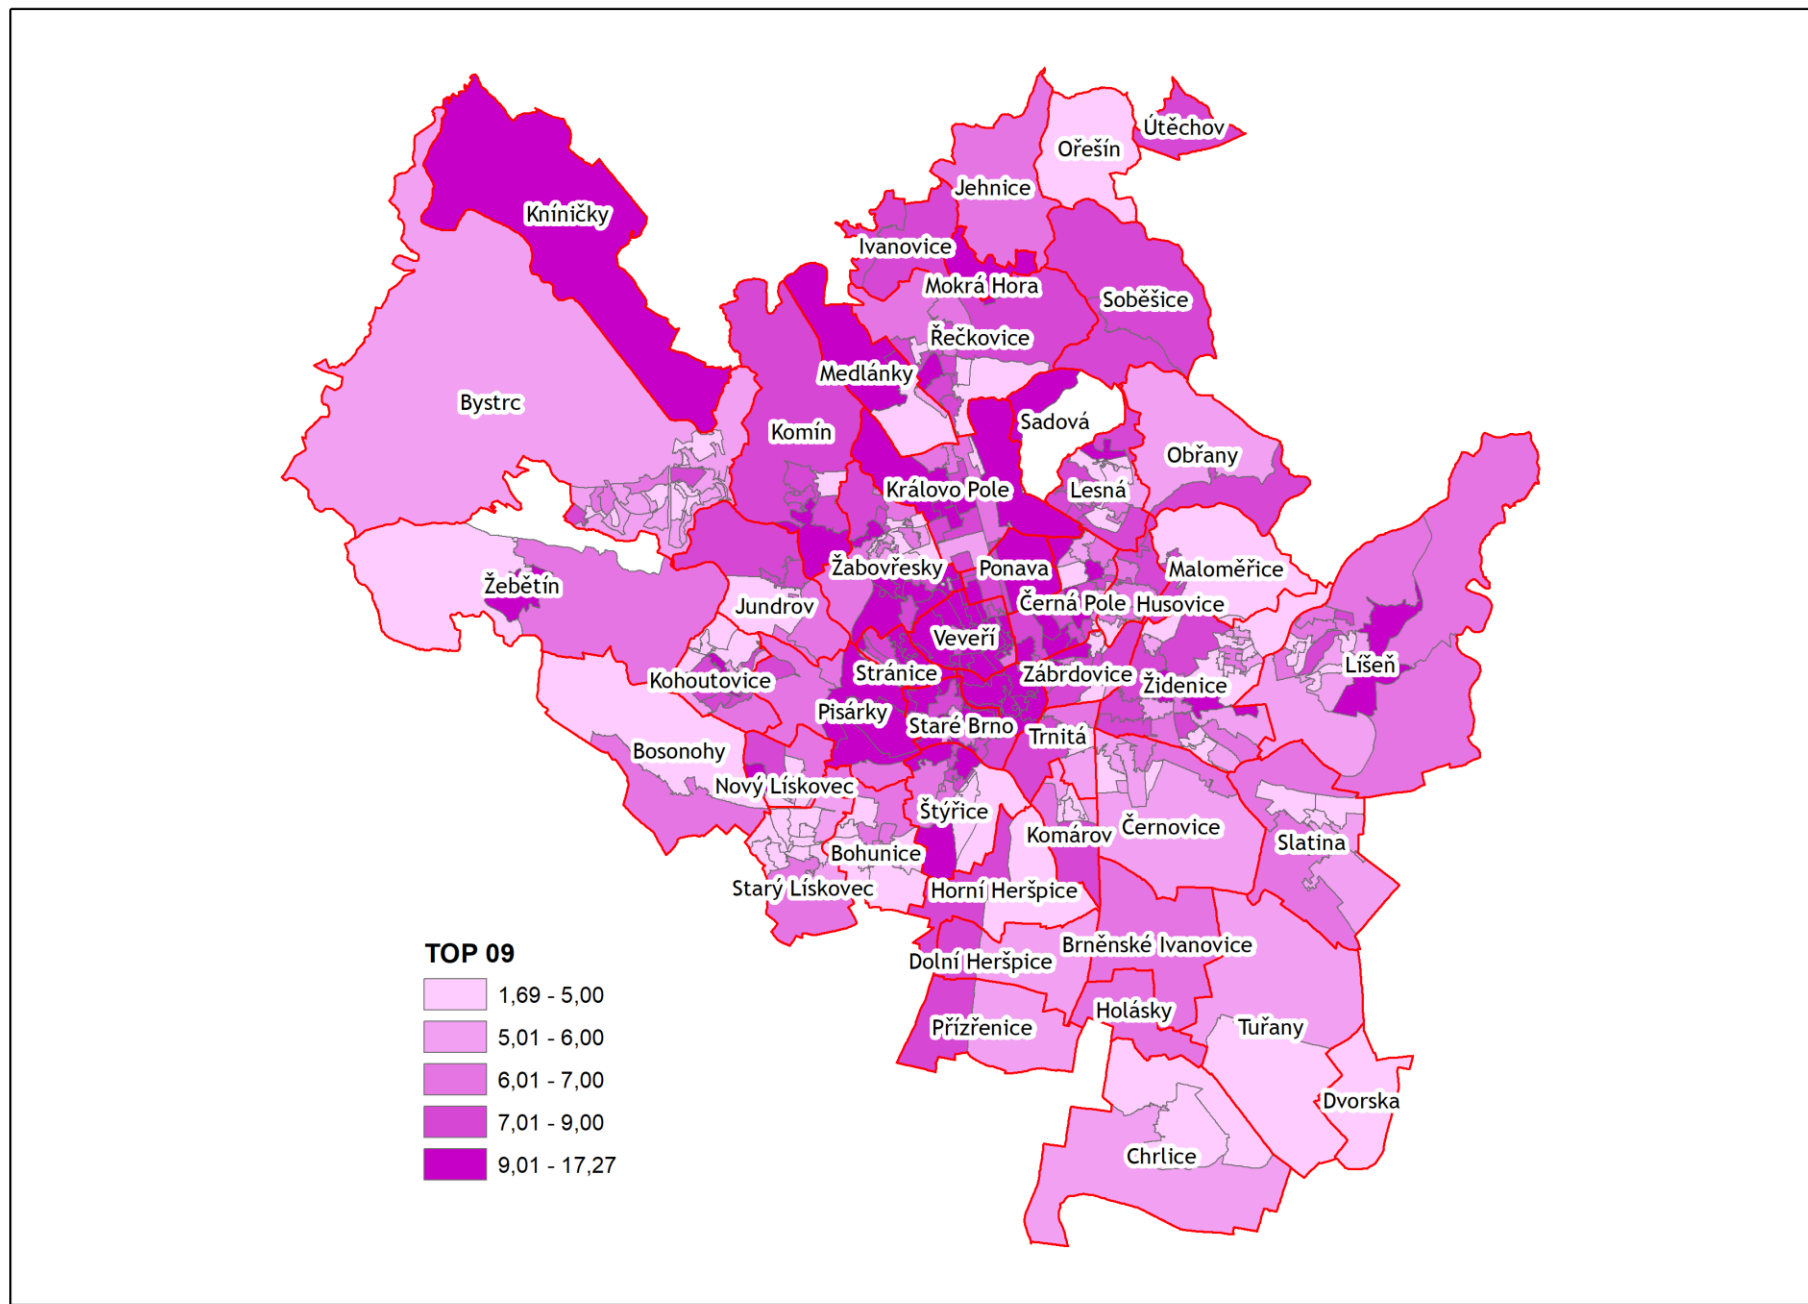 Útěchov
Ořešín
Jehnice
Kníničky
Ivanovice
Mokrá Hora
Soběšice
Řečkovice
Medlánky
Bystrc
Sadová
Komín
Obřany
Královo Pole
Lesná
Žabovřesky
Ponava
Maloměřice
Žebětín
Jundrov
Černá Pole
Husovice
Veveří
Líšeň
Stránice
Zábrdovice
Kohoutovice
Židenice
Pisárky
Staré Brno
Trnitá
Bosonohy
Nový Lískovec
Štýřice
Komárov
Černovice
Slatina
Bohunice
Starý Lískovec
Horní Heršpice
Brněnské Ivanovice
Dolní Heršpice
Holásky
Přízřenice
Tuřany
Dvorska
Chrlice
TOP 09
1,69 - 5,00
5,01 - 6,00
6,01 - 7,00
7,01 - 9,00
9,01 - 17,27